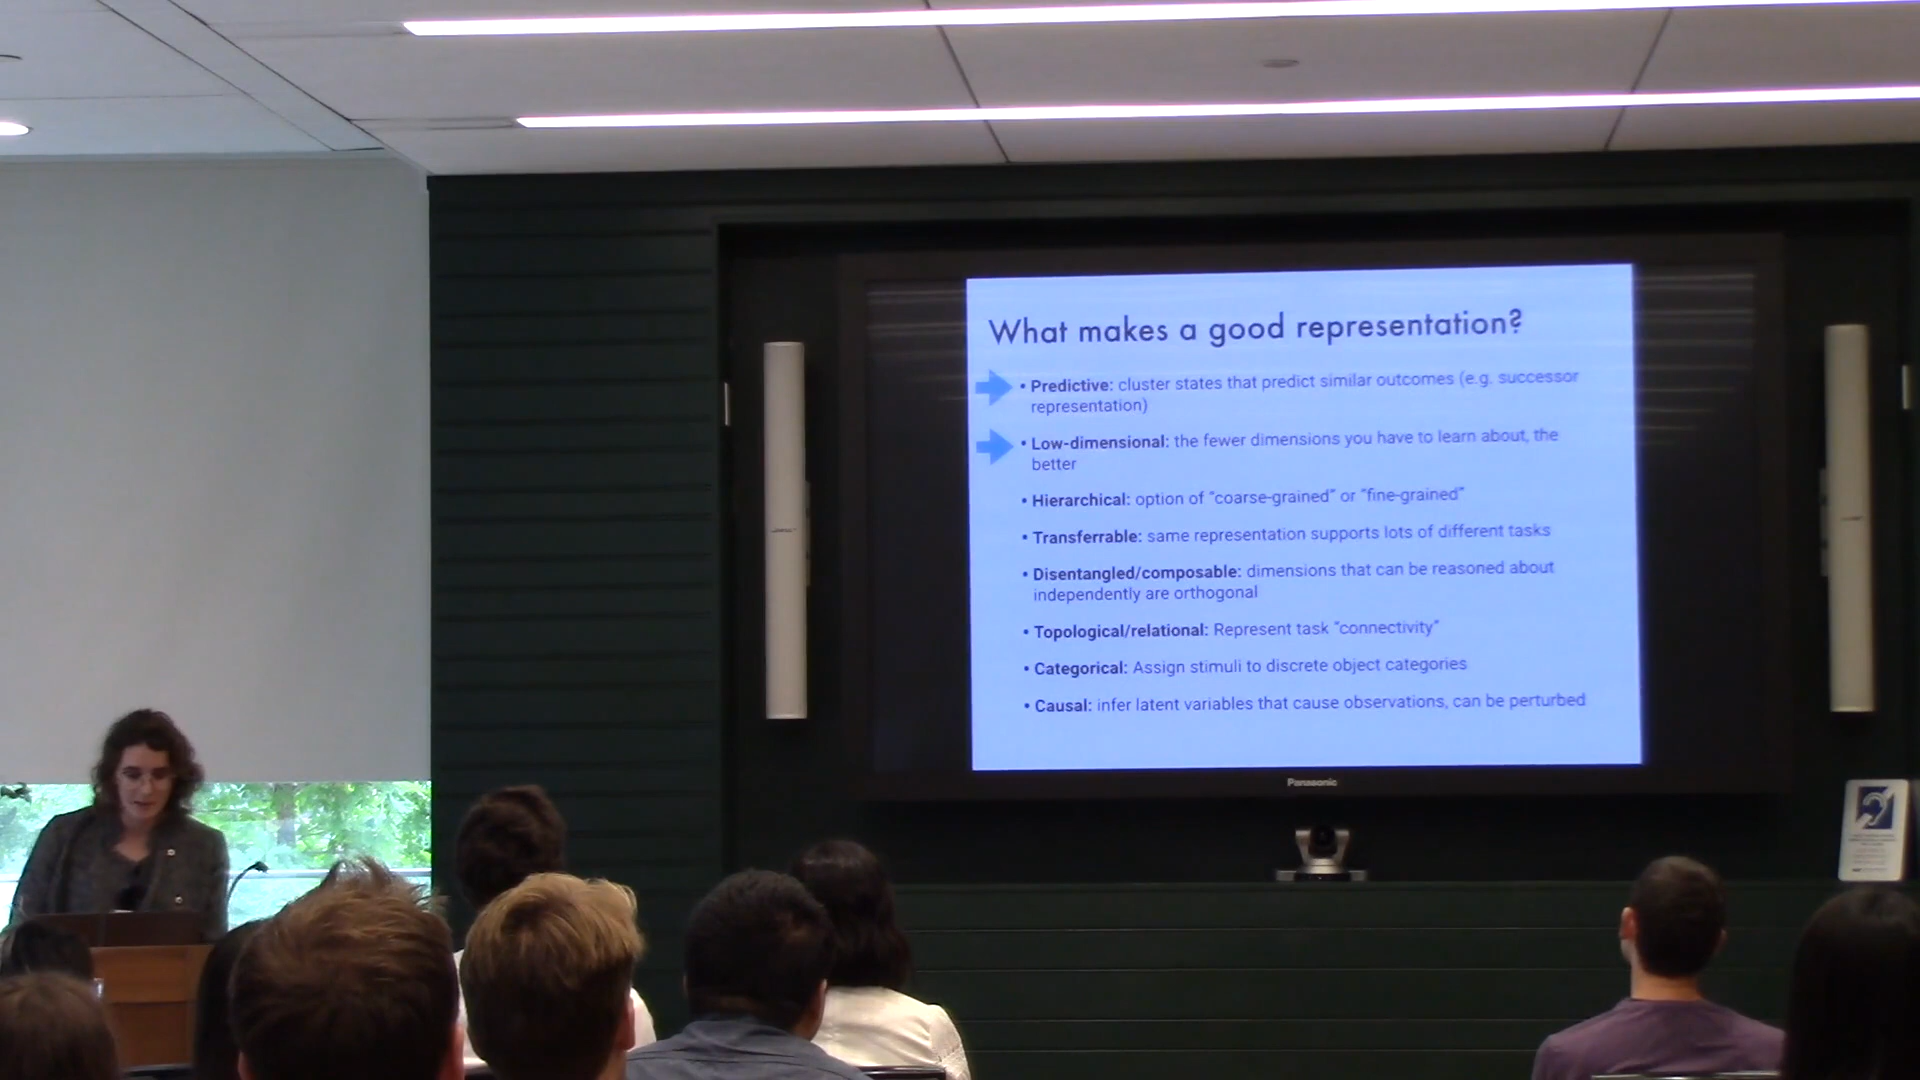 What makes a good representation?
• Predictive: cluster states that predict similar outcomes (e.g. successor
representation)
• Low-dimensional: the fewer dimensions you have to learn about, the
better
• Hierarchical: option of “coarse-grained” or “fine-grained”
• Transferrable: same representation supports lots of different tasks
• Disentangled/composable: dimensions that can be reasoned about
independently are orthogonal
• Topological/relational: Represent task “connectivity”
• Categorical: Assign stimuli to discrete object categories
• Causal: infer latent variables that cause observations, can be perturbed
Panasonic